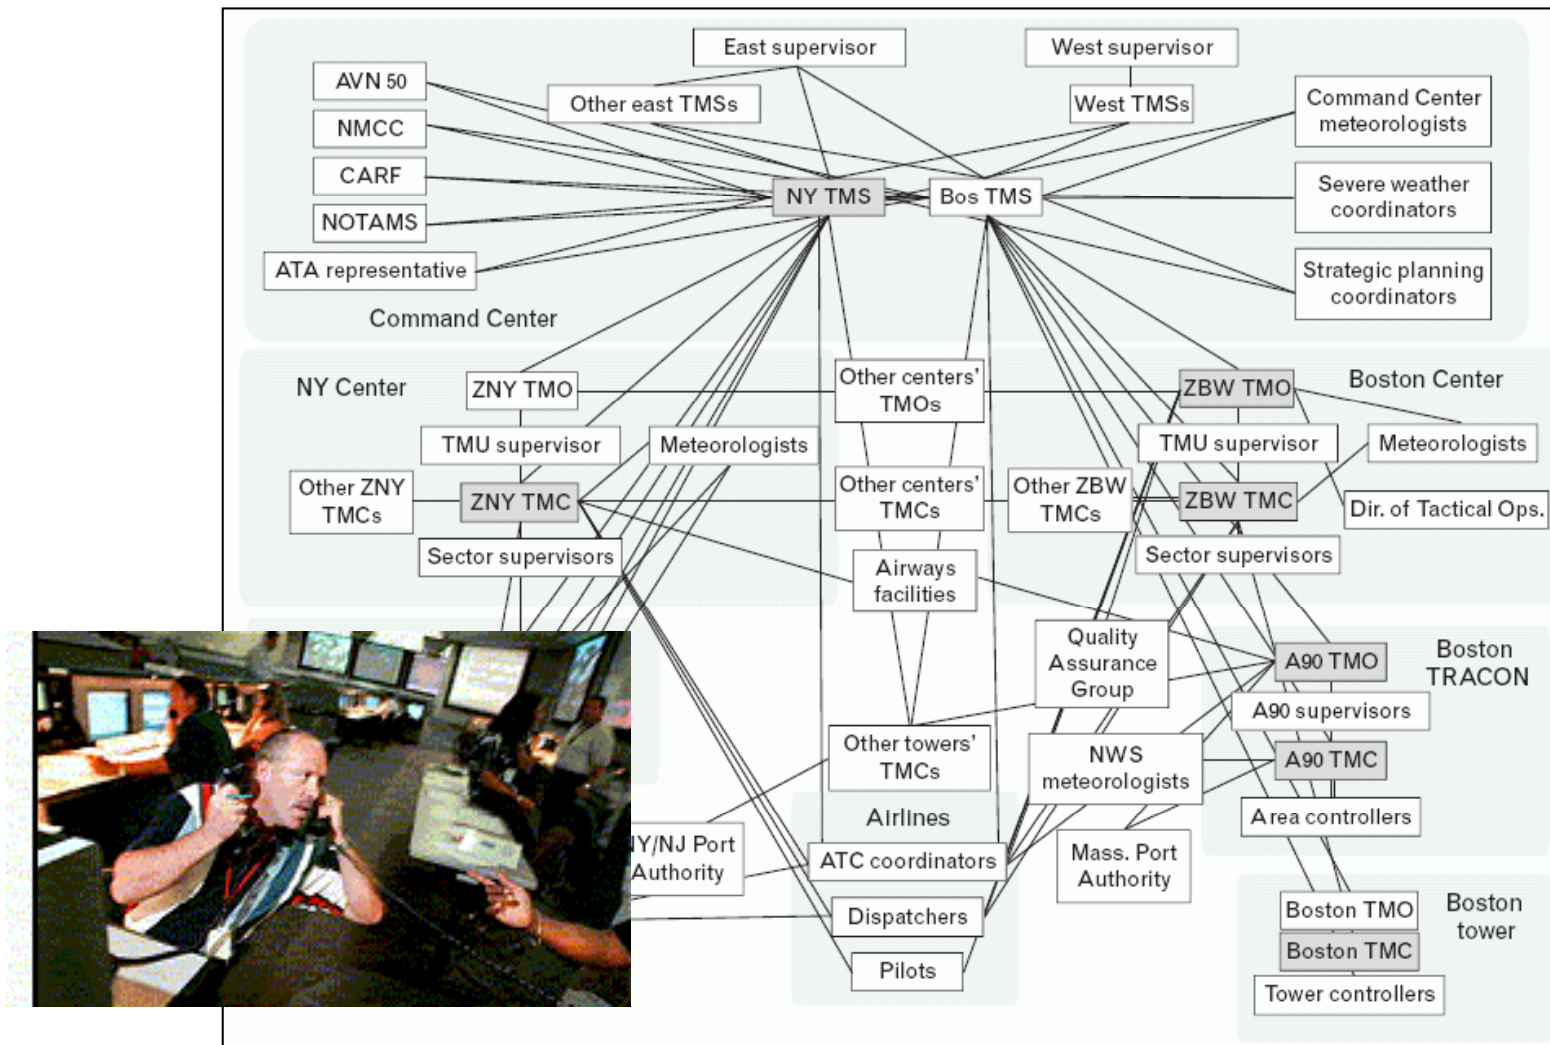 East supervisor
West supervisor
AVN 50
Other east TMSs
West TMSs
Command Center
meteorologists
NMCC
CARF
NY TMS
Bos TMS
Severe weather
coordinators
NOTAMS
ATA representative
Strategic planning
coordinators
Command Center
NY Center
ZNY TMO
Other centers'
TMOs
ZBW TMO
Boston Center
TMU supervisor
Meteorologists
TMU supervisor
Meteorologists
Other ZNY
TMCs
ZNY TMC
Other centers'
TMCs
Other ZBW
TMCs
ZBW TMC
Dir. of Tactical Ops.
Sector supervisors
Airways
facilities
Sector supervisors
Quality
Assurance
Group
A90 TMO
Boston
TRACON
A90 supervisors
Other towers'
TMCs
NWS
meteorologists
A90 TMC
Airlines
Area controllers
NY/NJ Port
Authority
ATC coordinators
Mass. Port
Authority
Dispatchers
Boston TMO
Boston
tower
Boston TMC
Pilots
Tower controllers